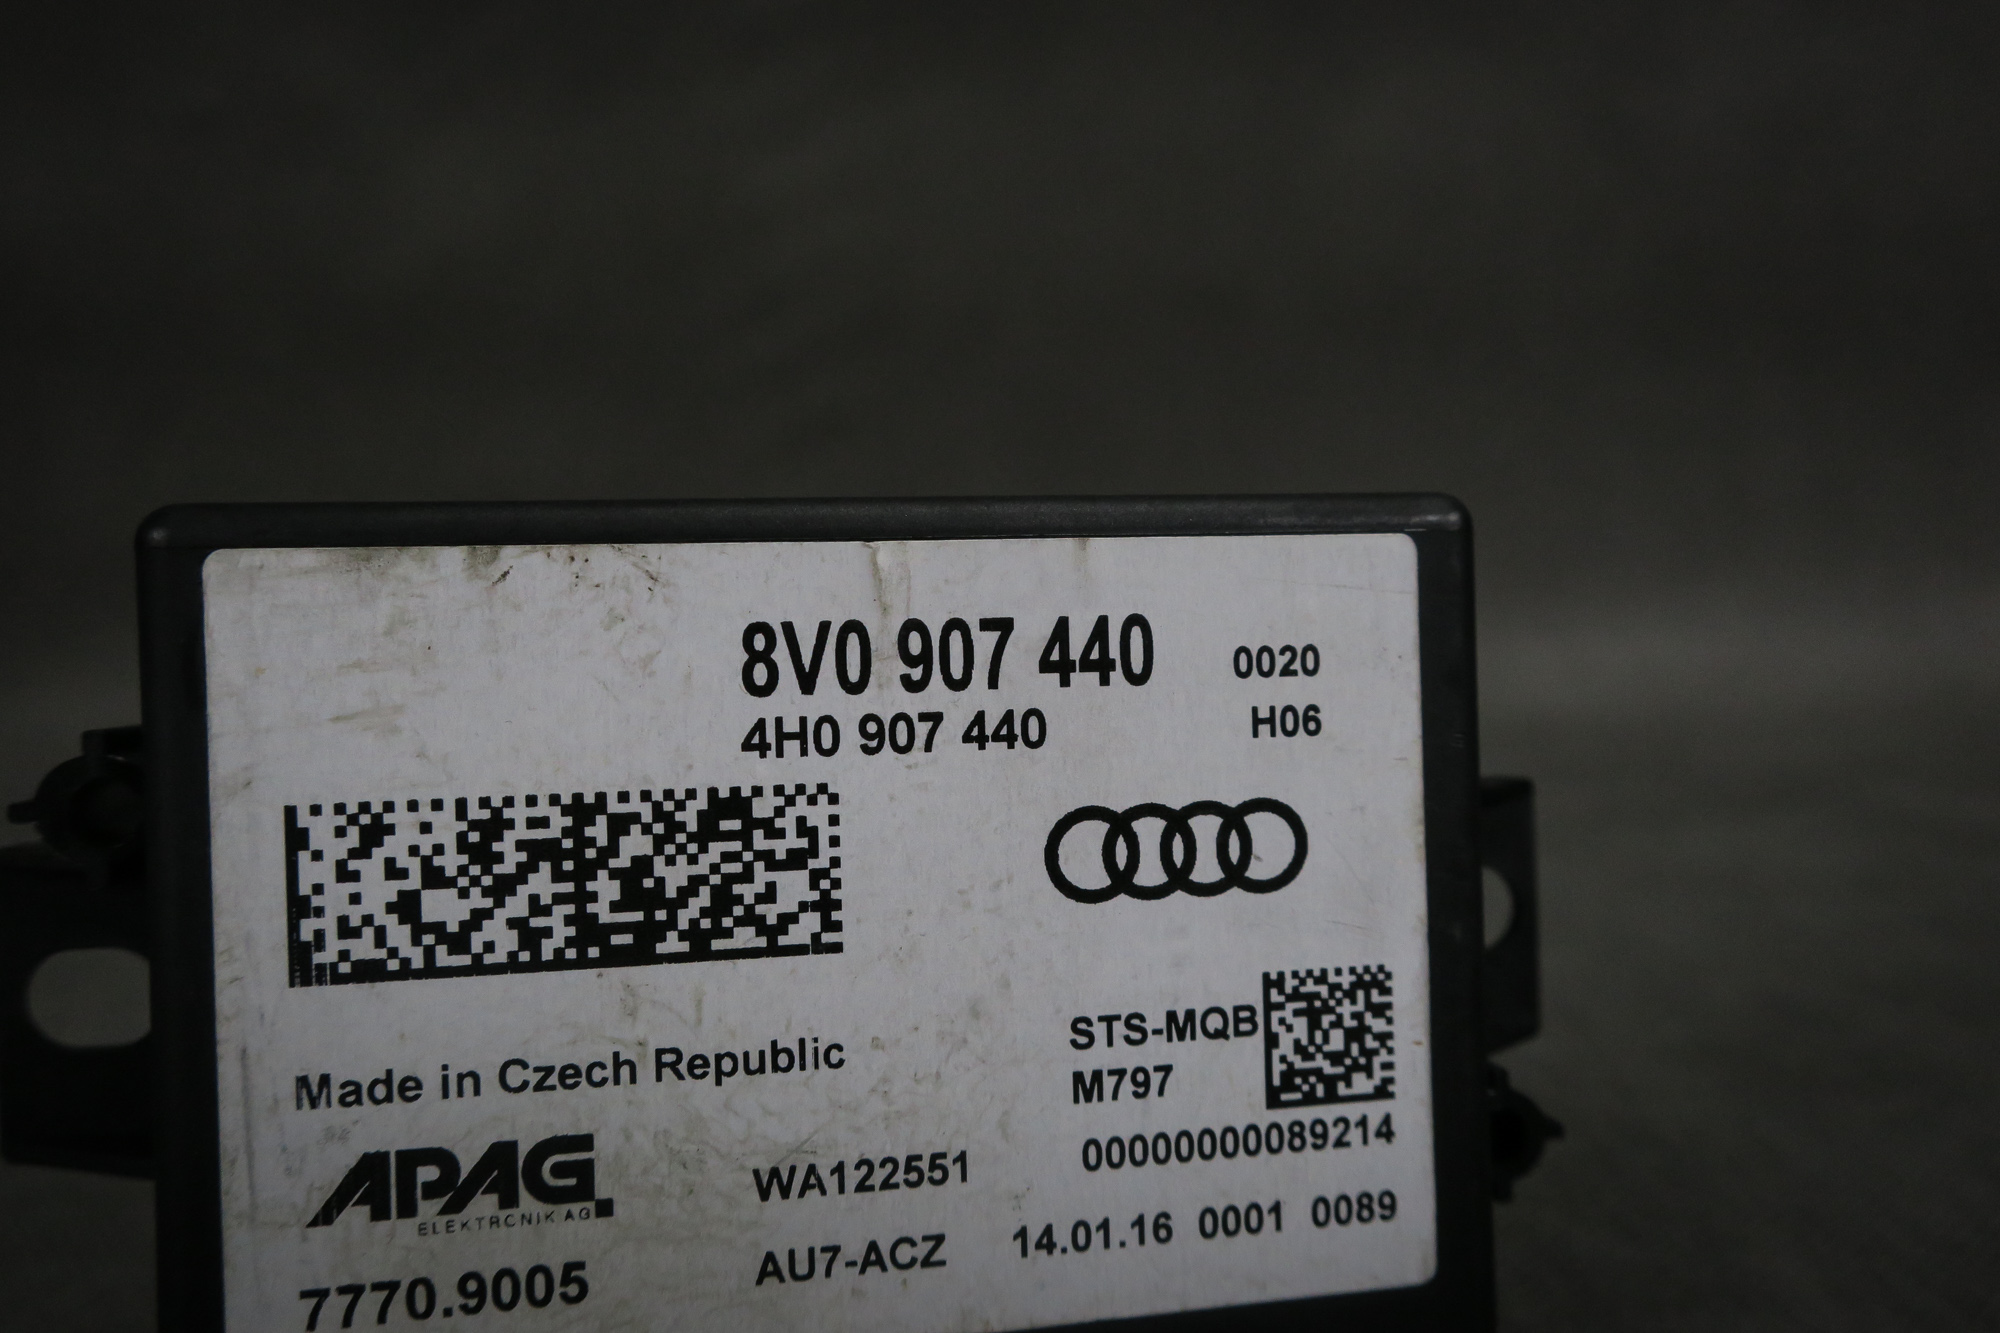 8V0 907 440 0020
4H0 907 440 H06
STS-MQB
Made in Czech Republic M797
00000000089214
APAG
ELEKTRONIK AG
WA122551
7770.9005 AU7-ACZ 14.01.16 0001 0089